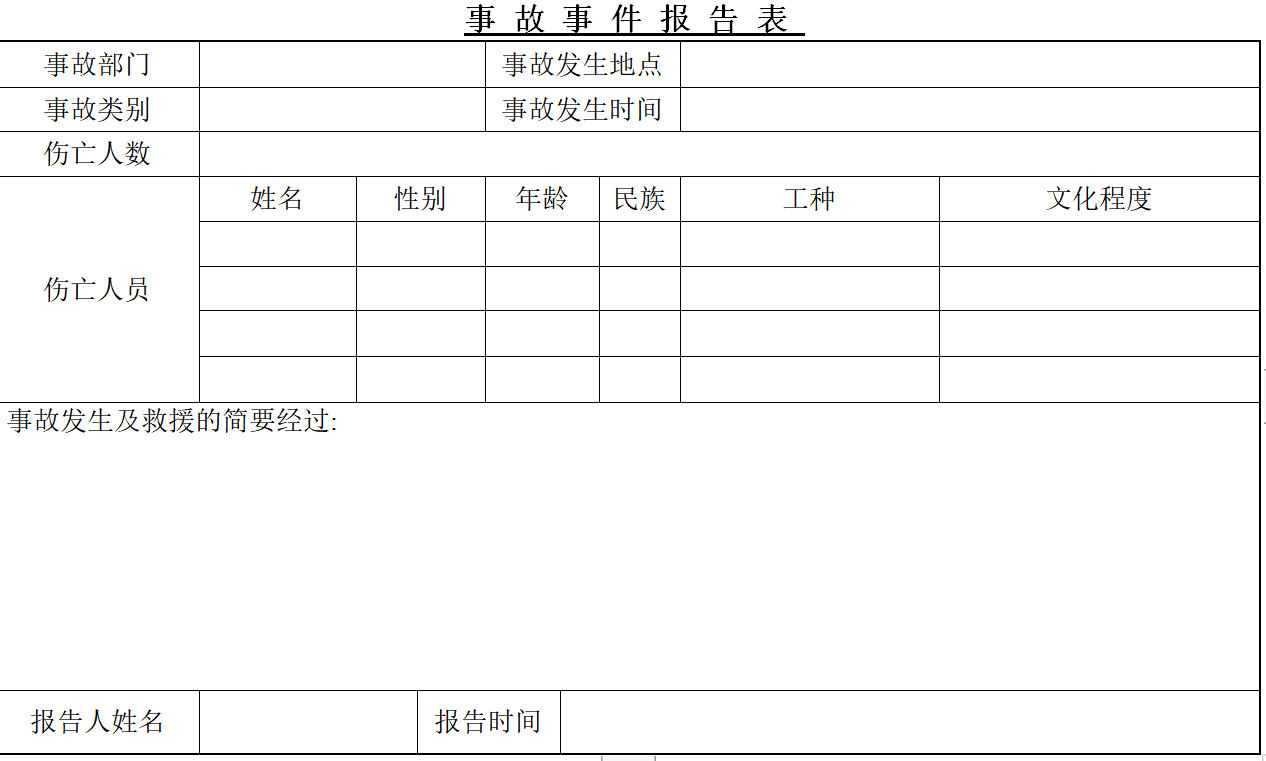 事故事件报告表
事故部门 事故发生地点
事故类别 事故发生时间
伤亡人数
姓名 性别 年龄 民族 工种 文化程度
伤亡人员
事故发生及救援的简要经过:
报告人姓名 报告时间